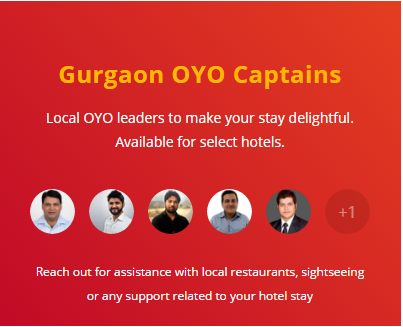 Gurgaon OYO Captains
Local OYO leaders to make your stay delightful.
Available for select hotels.
+1
Reach out for assistance with local restaurants, sightseeing
or any support related to your hotel stay